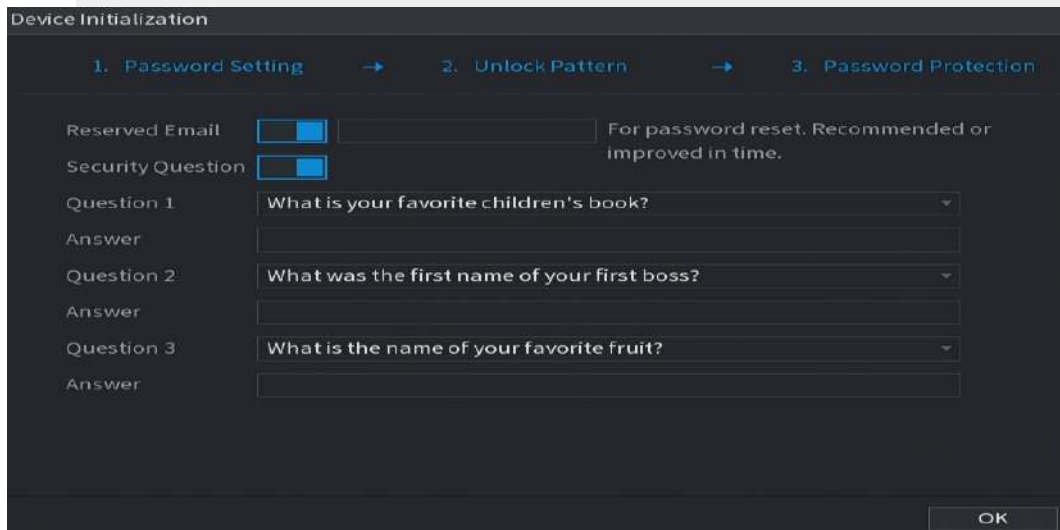 Device Initialization
1. Password Setting → 2. Unlock Pattern → 3. Password Protection
Reserved Email For password reset. Recommended or
improved in time.
Security Question
Question 1 What is your favorite children's book?
Answer
Question 2 What was the first name of your first boss?
Answer
Question 3 What is the name of your favorite fruit?
Answer
OK